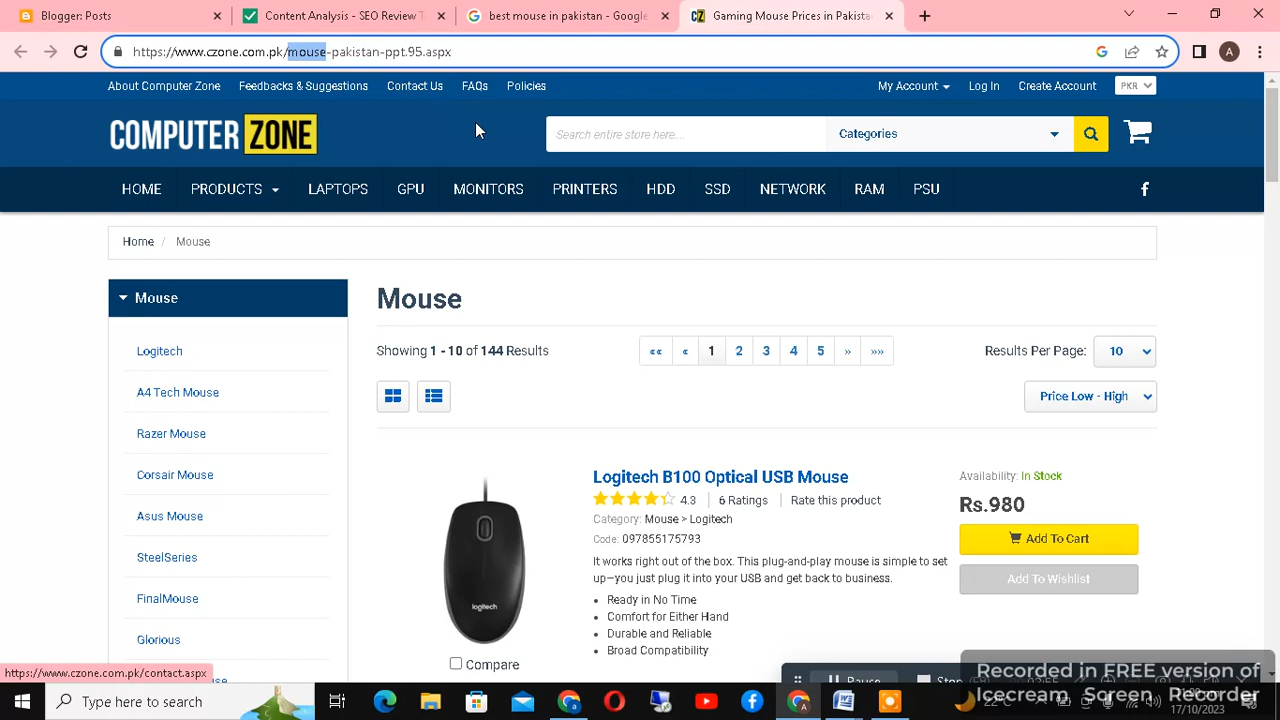 Blogger: Posts
Content Analysis - SEO Review T
best mouse in pakistan - Google
Gaming Mouse Prices in Pakistan
https://www.czone.com.pk/mouse-pakistan-ppt.95.aspx
A
About Computer Zone
Feedbacks & Suggestions
Contact Us
FAQs
Policies
My Account
Log In
Create Account
PKR
COMPUTER ZONE
Search entire store here...
Categories
HOME
PRODUCTS
LAPTOPS
GPU
MONITORS
PRINTERS
HDD
SSD
NETWORK
RAM
PSU
Home / Mouse
Mouse
Logitech
A4 Tech Mouse
Razer Mouse
Corsair Mouse
Asus Mouse
SteelSeries
FinalMouse
Glorious
Mouse
Showing 1 - 10 of 144 Results
«« « 1 2 3 4 5 » »»
Results Per Page: 10
Price Low - High
logitech
Compare
Logitech B100 Optical USB Mouse
4.3 | 6 Ratings | Rate this product
Category: Mouse > Logitech
Code: 097855175793
It works right out of the box. This plug-and-play mouse is simple to set
up—you just plug it into your USB and get back to business.
Ready in No Time
Comfort for Either Hand
Durable and Reliable
Broad Compatibility
Availability: In Stock
Rs.980
Add To Cart
Add To Wishlist
https://www.czone.com.pk/contact.aspx
Pause
Stop
Recorded in FREE version of
Icecream Screen Recorder
Type here to search
22°C
17/10/2023